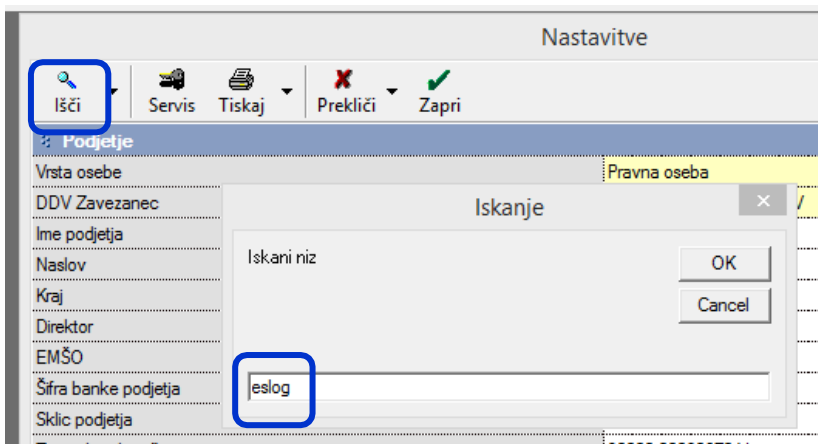 Nastavitve
Išči
Servis
Tiskaj
Prekliči
Zapri
Podjetje
Vrsta osebe
Pravna oseba
DDV Zavezanec
Iskanje
Ime podjetja
Iskani niz
OK
Naslov
Kraj
Cancel
Direktor
EMŠO
Šifra banke podjetja
eslog
Sklic podjetja